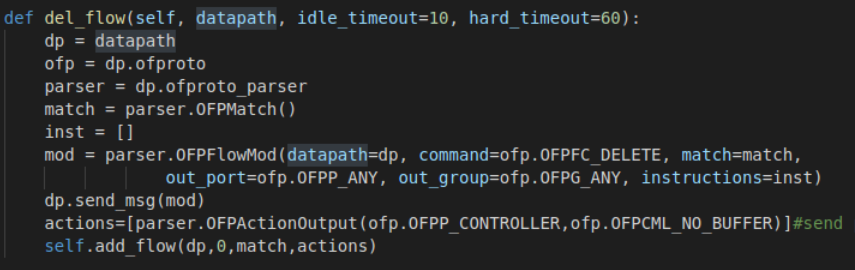 def del_flow(self, datapath, idle_timeout=10, hard_timeout=60):
    dp = datapath
    ofp = dp.ofproto
    parser = dp.ofproto_parser
    match = parser.OFPMatch()
    inst = []
    mod = parser.OFPFlowMod(datapath=dp, command=ofp.OFPFC_DELETE, match=match,
                out_port=ofp.OFPP_ANY, out_group=ofp.OFPG_ANY, instructions=inst)
    dp.send_msg(mod)
    actions=[parser.OFPActionOutput(ofp.OFPP_CONTROLLER,ofp.OFPCML_NO_BUFFER)]#send
    self.add_flow(dp,0,match,actions)